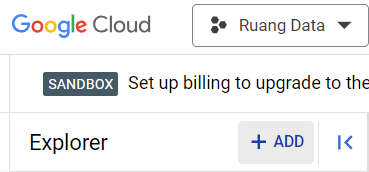 Google Cloud
Ruang Data
SANDBOX Set up billing to upgrade to the
Explorer
+ ADD